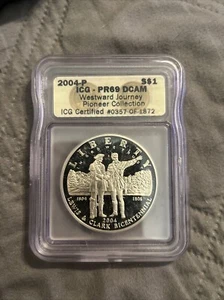 2004-P S$1
ICG - PR69 DCAM
Westward Journey
Pioneer Collection
ICG Certified #0357-OF-1872
LIBERTY
1804 1806
2004
LEWIS & CLARK BICENTENNIAL